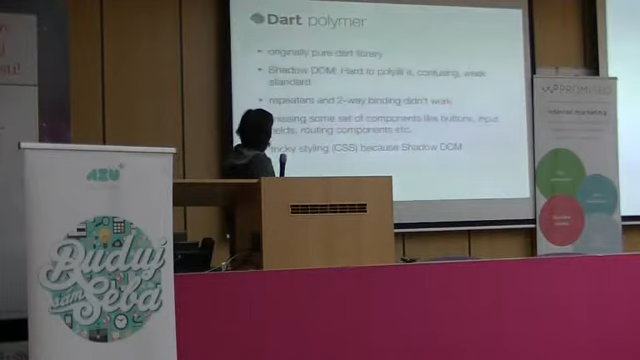 Dart polymer
• originally pure dart library
• Shadow DOM: Hard to polyfill it, confusing, weak
standard
• repeaters and 2-way binding didn't work
missing some set of components like buttons, input
fields, routing components etc.
tricky styling (CSS) because Shadow DOM
Buduj
sam
Seba